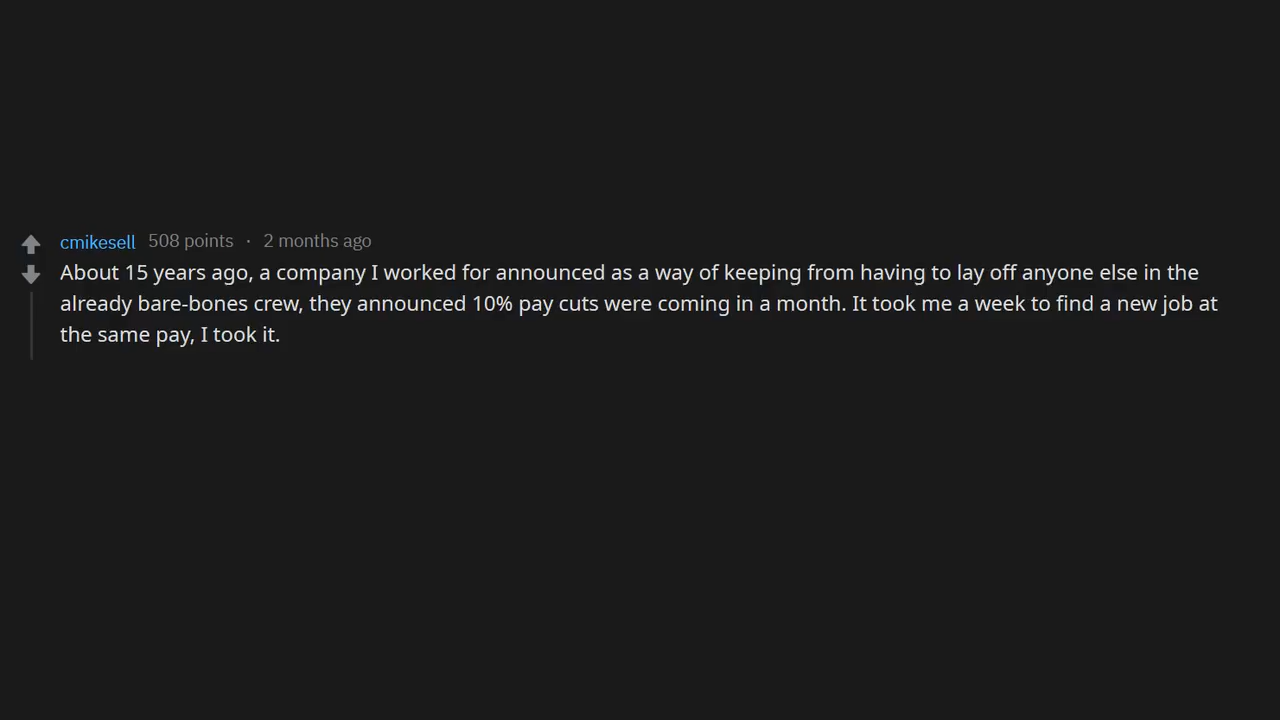 cmikesell 508 points · 2 months ago
About 15 years ago, a company I worked for announced as a way of keeping from having to lay off anyone else in the
already bare-bones crew, they announced 10% pay cuts were coming in a month. It took me a week to find a new job at
the same pay, I took it.